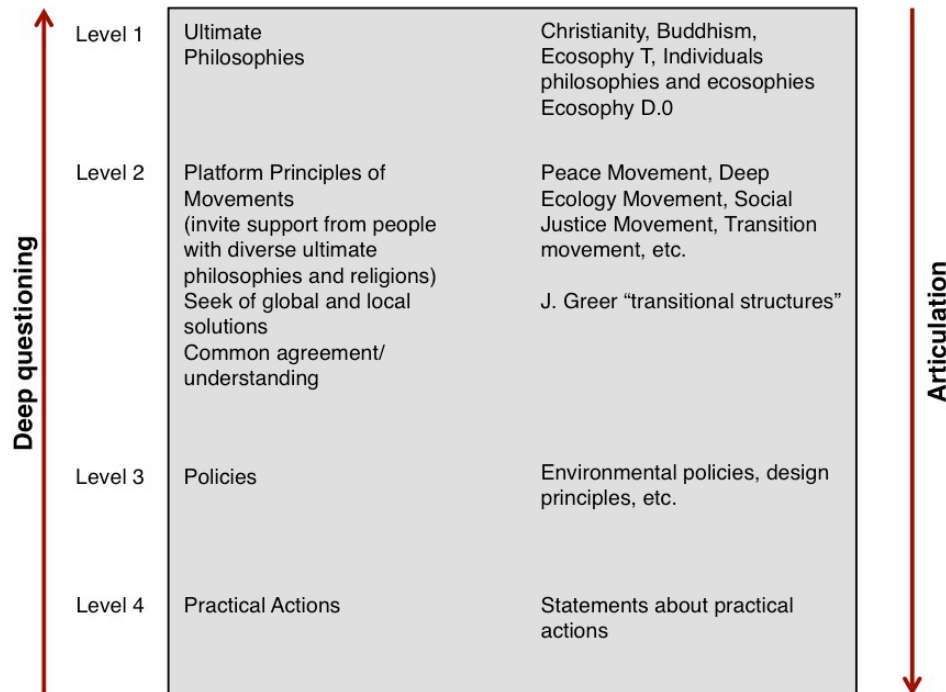 Deep questioning
Level 1
Ultimate
Philosophies
Christianity, Buddhism,
Ecosophy T, Individuals
philosophies and ecosophies
Ecosophy D.0
Level 2
Platform Principles of
Movements
(invite support from people
with diverse ultimate
philosophies and religions)
Seek of global and local
solutions
Common agreement/
understanding
Peace Movement, Deep
Ecology Movement, Social
Justice Movement, Transition
movement, etc.
J. Greer “transitional structures”
Level 3
Policies
Environmental policies, design
principles, etc.
Level 4
Practical Actions
Statements about practical
actions
Articulation